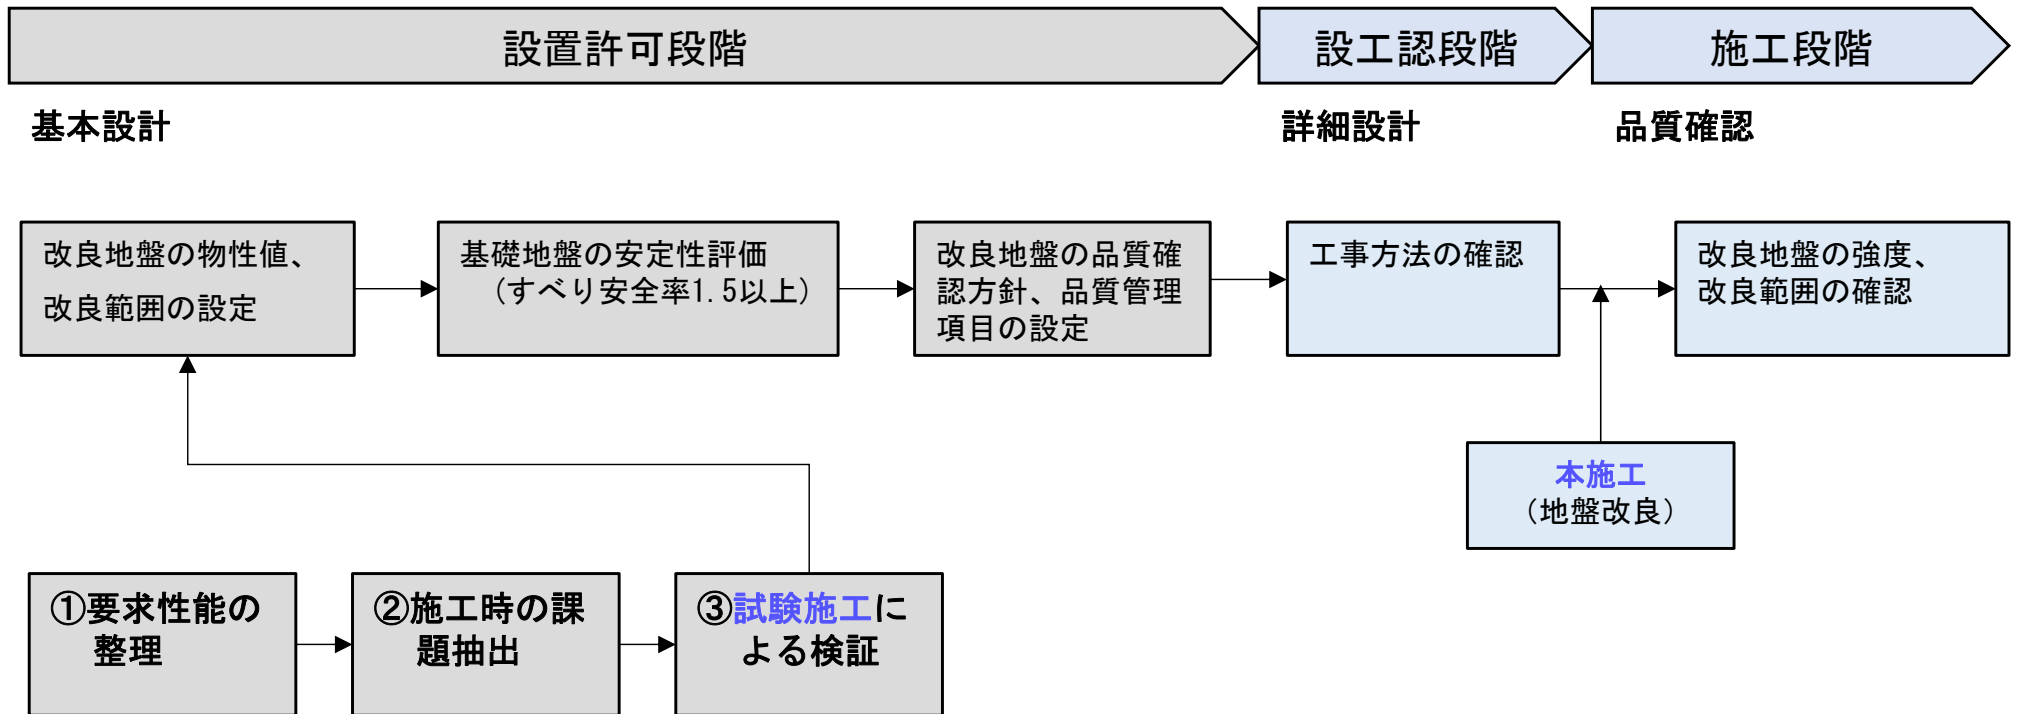 設置許可段階
設工認段階
施工段階
基本設計
詳細設計
品質確認
改良地盤の物性値、
改良範囲の設定
基礎地盤の安定性評価
（すべり安全率1.5以上）
改良地盤の品質確
認方針、品質管理
項目の設定
工事方法の確認
改良地盤の強度、
改良範囲の確認
本施工
（地盤改良）
①要求性能の
整理
②施工時の課
題抽出
③試験施工に
よる検証